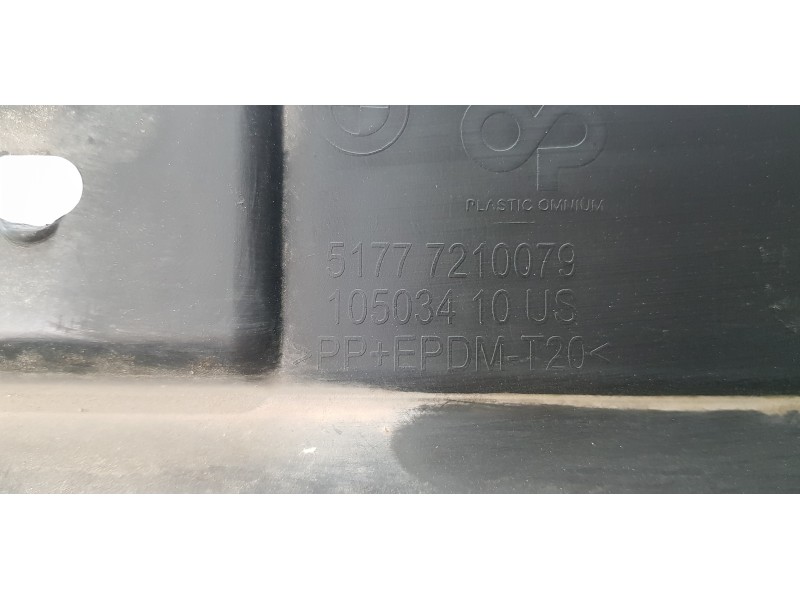 PLASTIC OMNIUM
5177 7210079
105034 10 US
>PP+EPDM-T20<